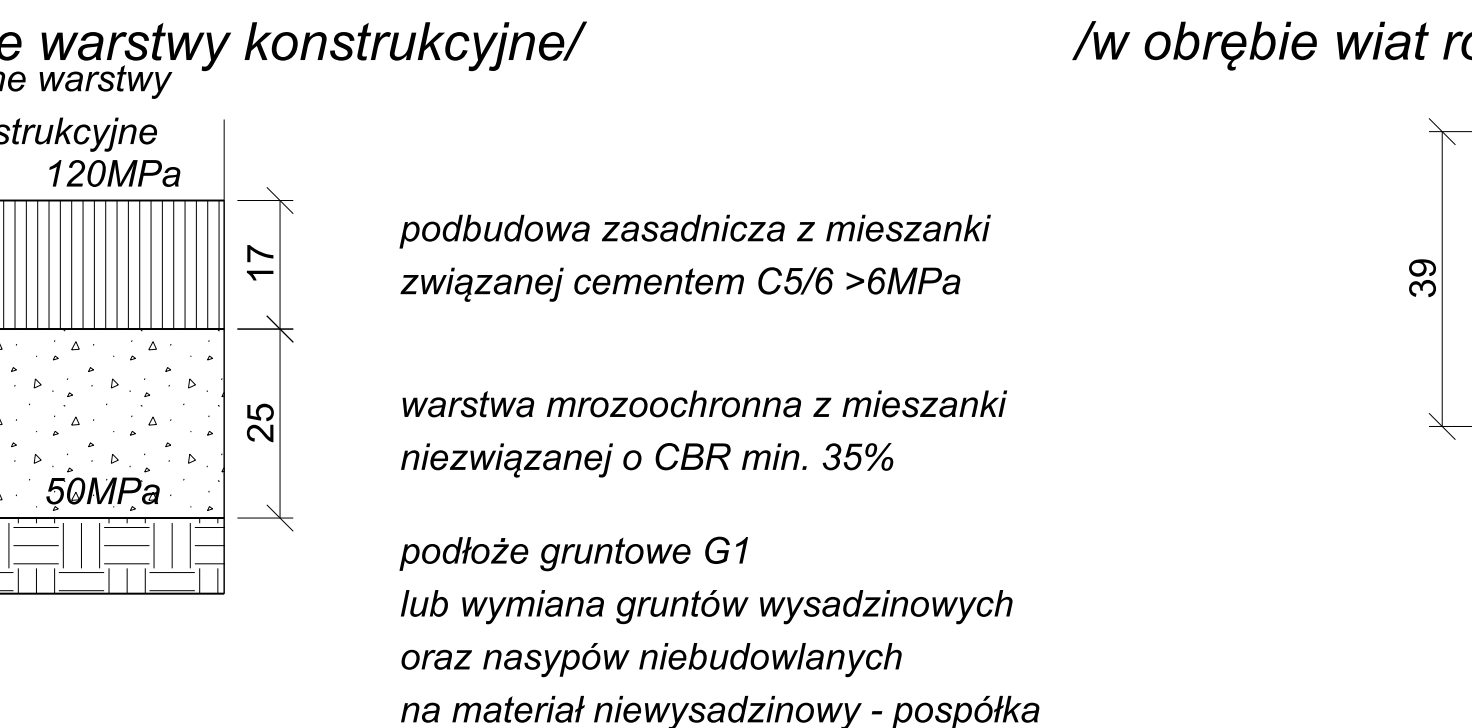 e warstwy konstrukcyjne/
/w obrębie wiat ro
ne warstwy
strukcyjne
120MPa
17
podbudowa zasadnicza z mieszanki
związanej cementem C5/6 >6MPa
39
25
warstwa mrozoochronna z mieszanki
niezwiązanej o CBR min. 35%
50MPa
podłoże gruntowe G1
lub wymiana gruntów wysadzinowych
oraz nasypów niebudowlanych
na materiał niewysadzinowy - pospółka